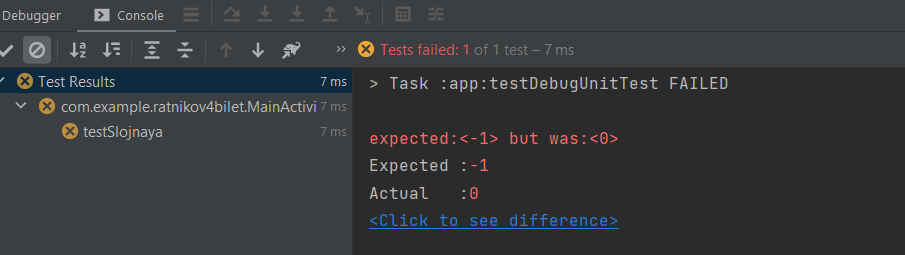 Debugger
Console
Tests failed: 1 of 1 test – 7 ms
Test Results 7 ms
com.example.ratnikov4bilet.MainActivi 7 ms
testSlojnaya 7 ms
> Task :app:testDebugUnitTest FAILED
expected:<-1> but was:<0>
Expected :-1
Actual   :0
<Click to see difference>